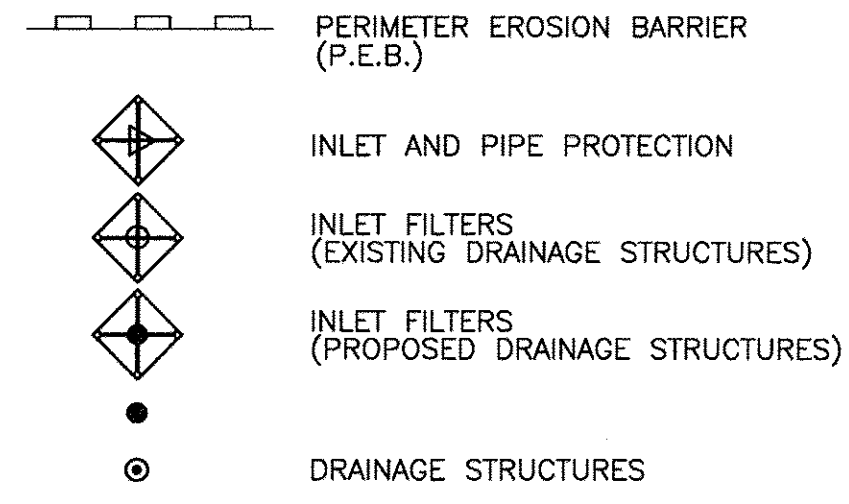 PERIMETER EROSION BARRIER
(P.E.B.)
INLET AND PIPE PROTECTION
INLET FILTERS
(EXISTING DRAINAGE STRUCTURES)
INLET FILTERS
(PROPOSED DRAINAGE STRUCTURES)
DRAINAGE STRUCTURES